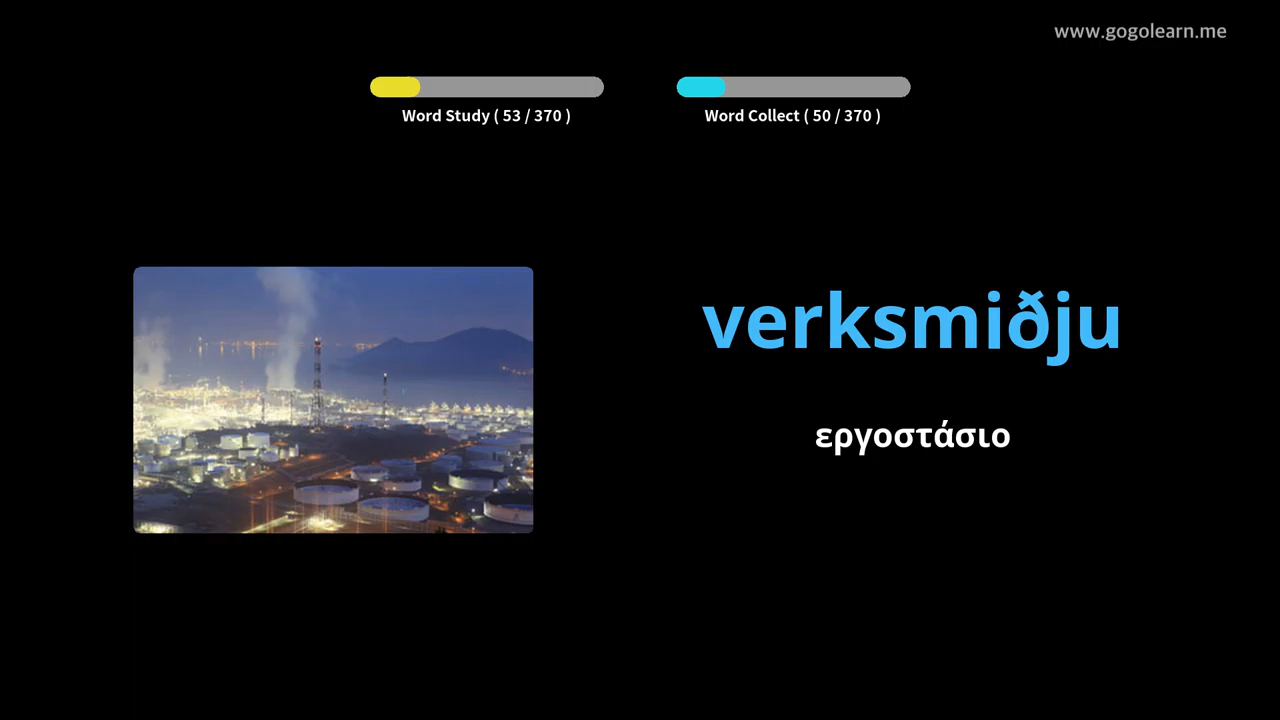 www.gogolearn.me
Word Study ( 53 / 370 )
Word Collect ( 50 / 370 )
verksmiðju
εργοστάσιο